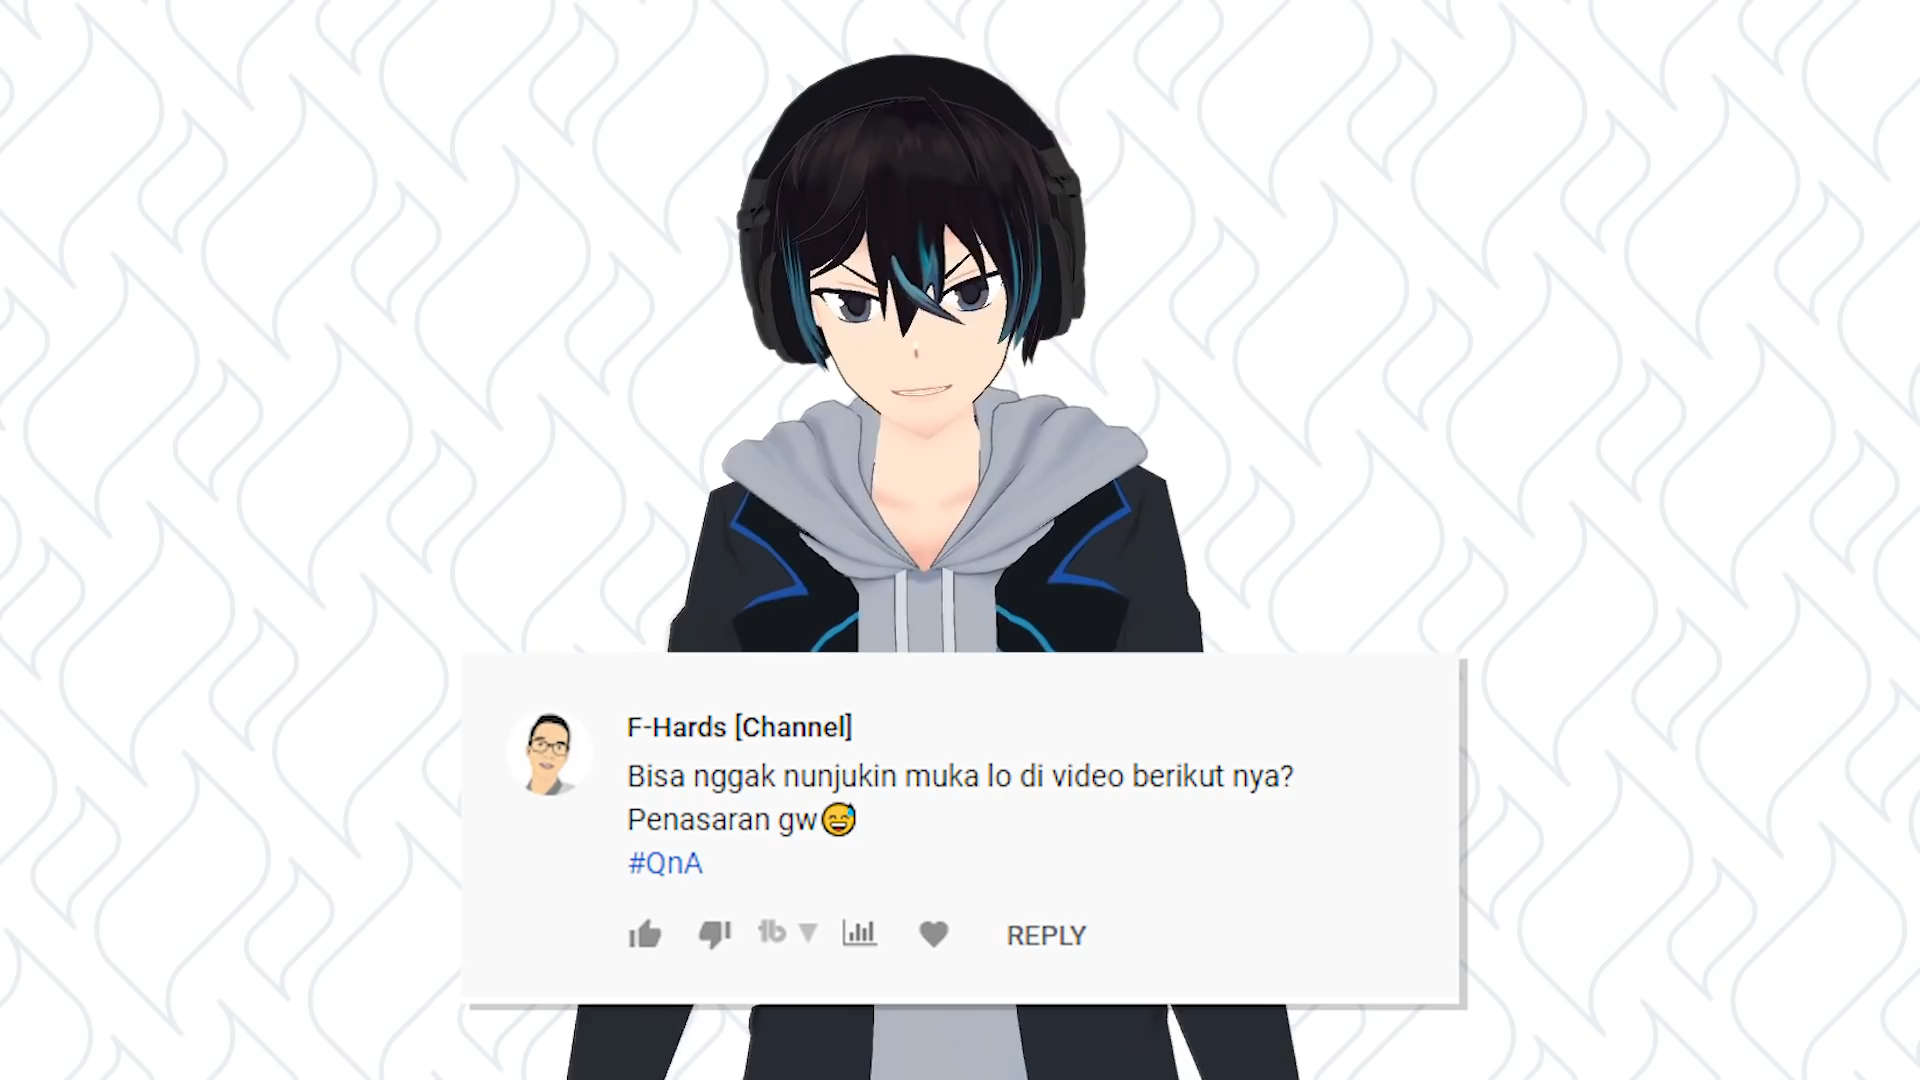 F-Hards [Channel]
Bisa nggak nunjukin muka lo di video berikut nya?
Penasaran gw😅
#QnA
REPLY